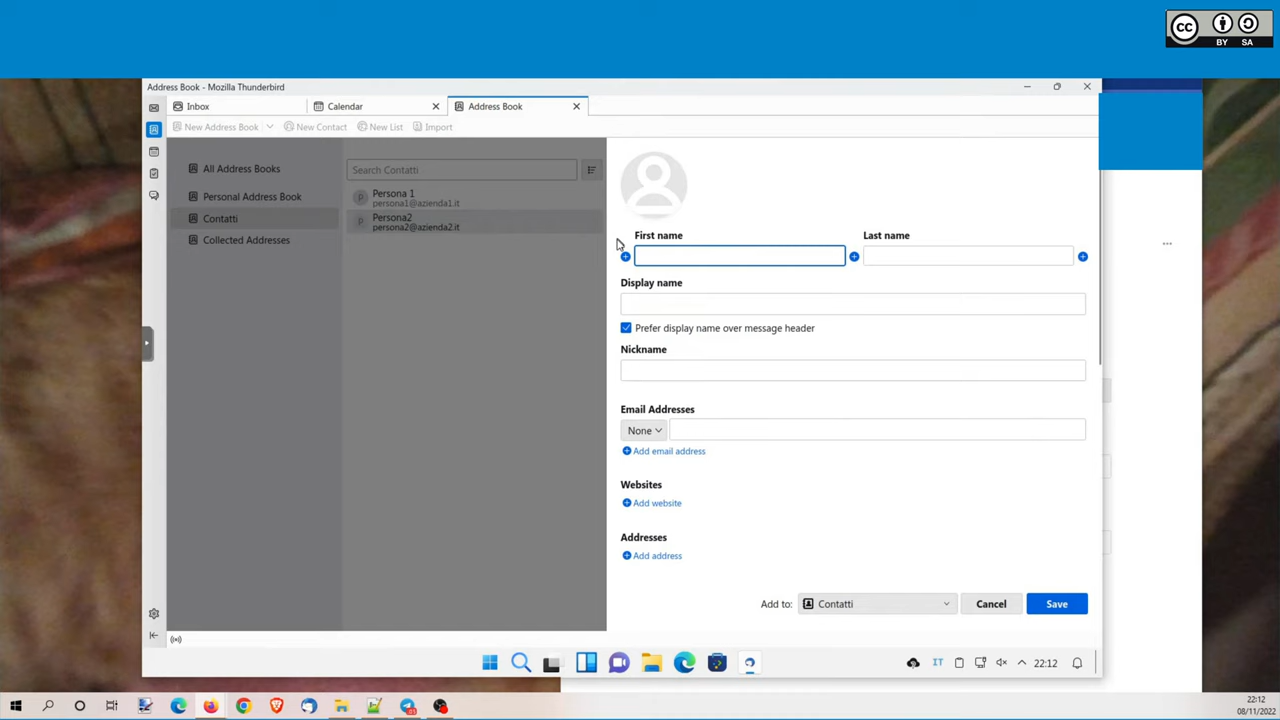 CC
BY SA
Address Book - Mozilla Thunderbird
Inbox
Calendar
Address Book
New Address Book
New Contact
New List
Import
All Address Books
Personal Address Book
Contatti
Collected Addresses
Search Contatti
P
Persona 1
persona1@azienda1.it
P
Persona2
persona2@azienda2.it
First name
Last name
Display name
Prefer display name over message header
Nickname
Email Addresses
None
Add email address
Websites
Add website
Addresses
Add address
Add to:
Contatti
Cancel
Save
IT
22:12
22:12
08/11/2022